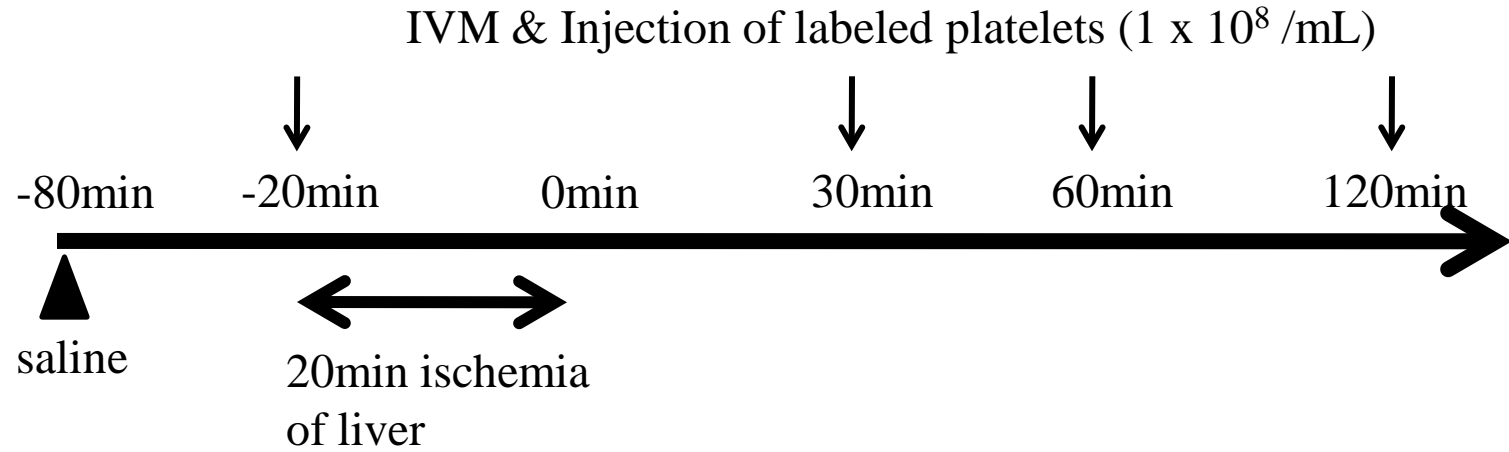 IVM & Injection of labeled platelets (1 x 10⁸ /mL)
-80min -20min 0min 30min 60min 120min
saline
20min ischemia
of liver